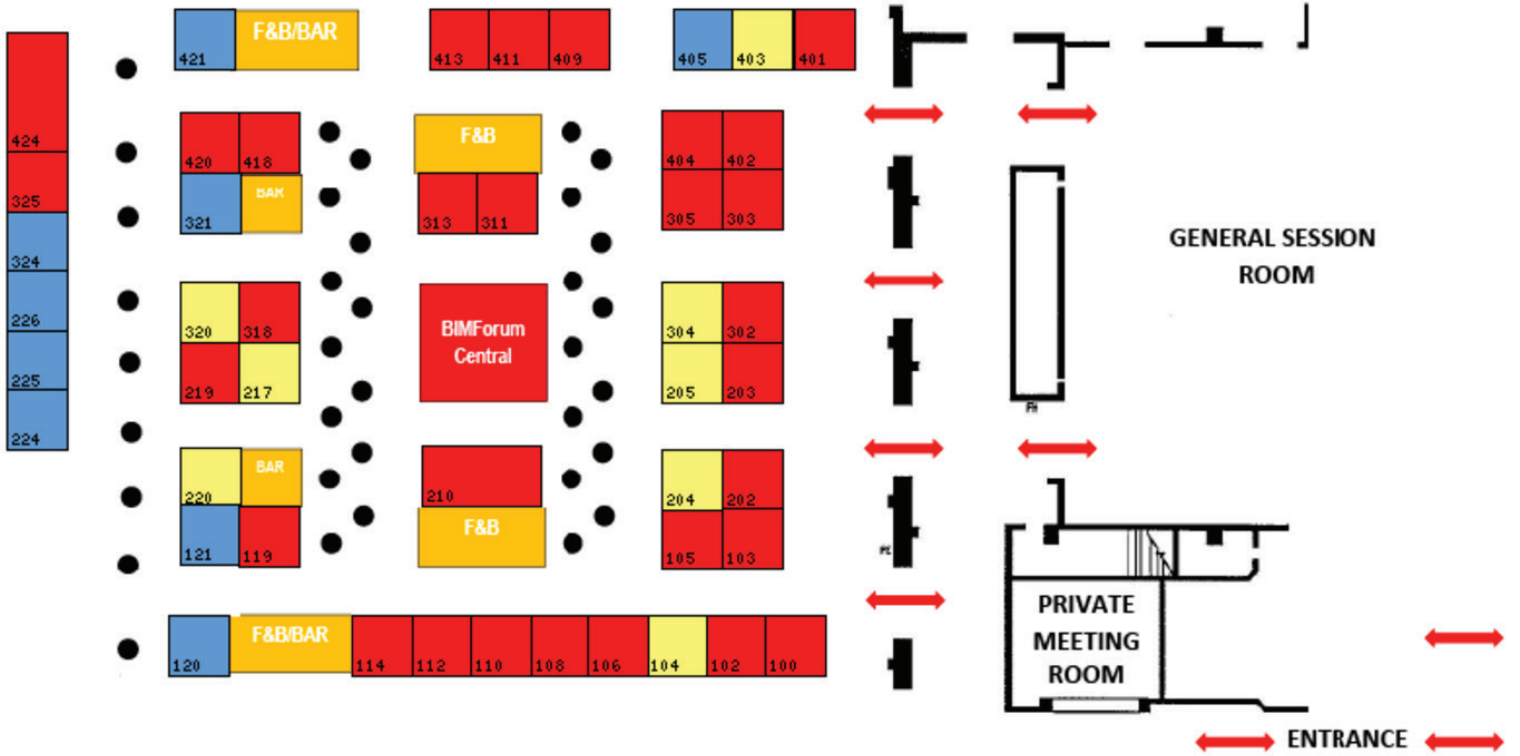 F&B/BAR
421
413 411 409
405 403 401
424
325
324
226
225
224
420 418
BAR
321
F&B
313 311
404 402
305 303
GENERAL SESSION
ROOM
320 318
219 217
BIMForum
Central
304 302
205 203
FH
220
BAR
121 119
210
F&B
204 202
105 103
FE
120
F&B/BAR
114 112 110 108 106 104 102 100
PRIVATE
MEETING
ROOM
ENTRANCE